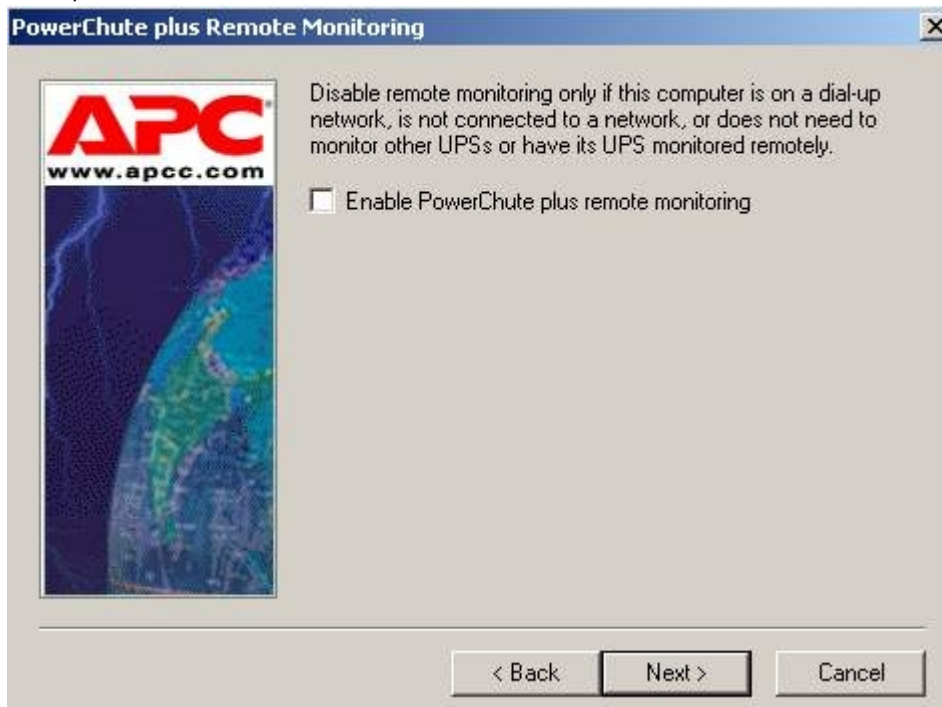 PowerChute plus Remote Monitoring
APC
www.apcc.com
Disable remote monitoring only if this computer is on a dial-up
network, is not connected to a network, or does not need to
monitor other UPSs or have its UPS monitored remotely.
Enable PowerChute plus remote monitoring
< Back
Next >
Cancel